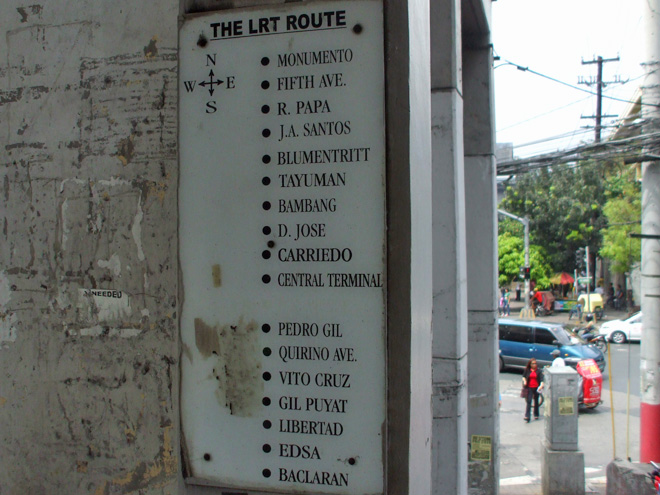 THE LRT ROUTE
N
W E
S
MONUMENTO
FIFTH AVE.
R. PAPA
J.A. SANTOS
BLUMENTRITT
TAYUMAN
BAMBANG
D. JOSE
CARRIEDO
CENTRAL TERMINAL
PEDRO GIL
QUIRINO AVE.
VITO CRUZ
GIL PUYAT
LIBERTAD
EDSA
BACLARAN
NEEDED